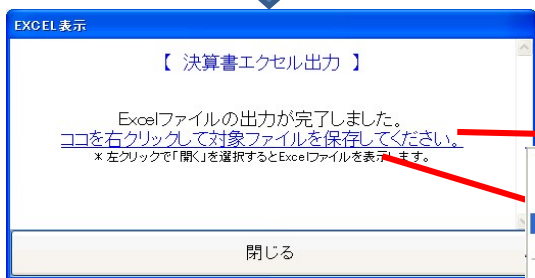 EXCEL表示
【 決算書エクセル出力 】
Excelファイルの出力が完了しました。
ココを右クリックして対象ファイルを保存してください。
＊左クリックで「開く」を選択するとExcelファイルを表示します。
閉じる